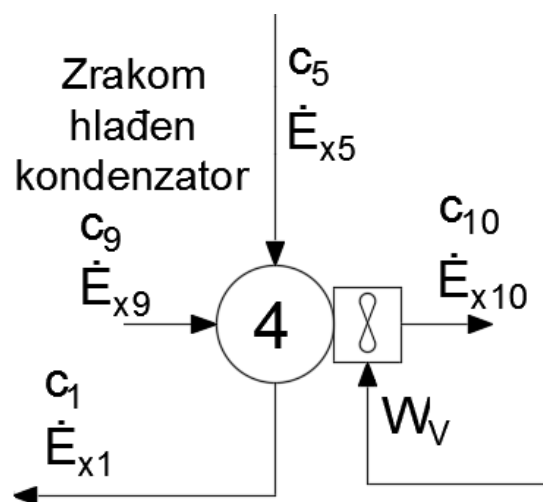 Zrakom
hlađen
kondenzator
c5
Ėx5
c9
Ėx9
c10
Ėx10
4
c1
Ėx1
WV